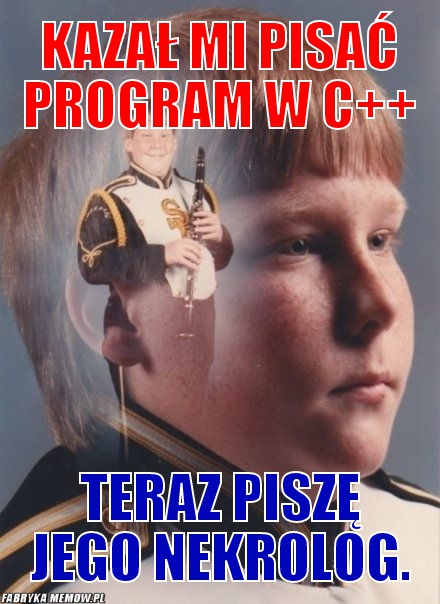 KAZAŁ MI PISAĆ
PROGRAM W C++
TERAZ PISZĘ
JEGO NEKROLOG.
FABRYKA MEMOW.PL